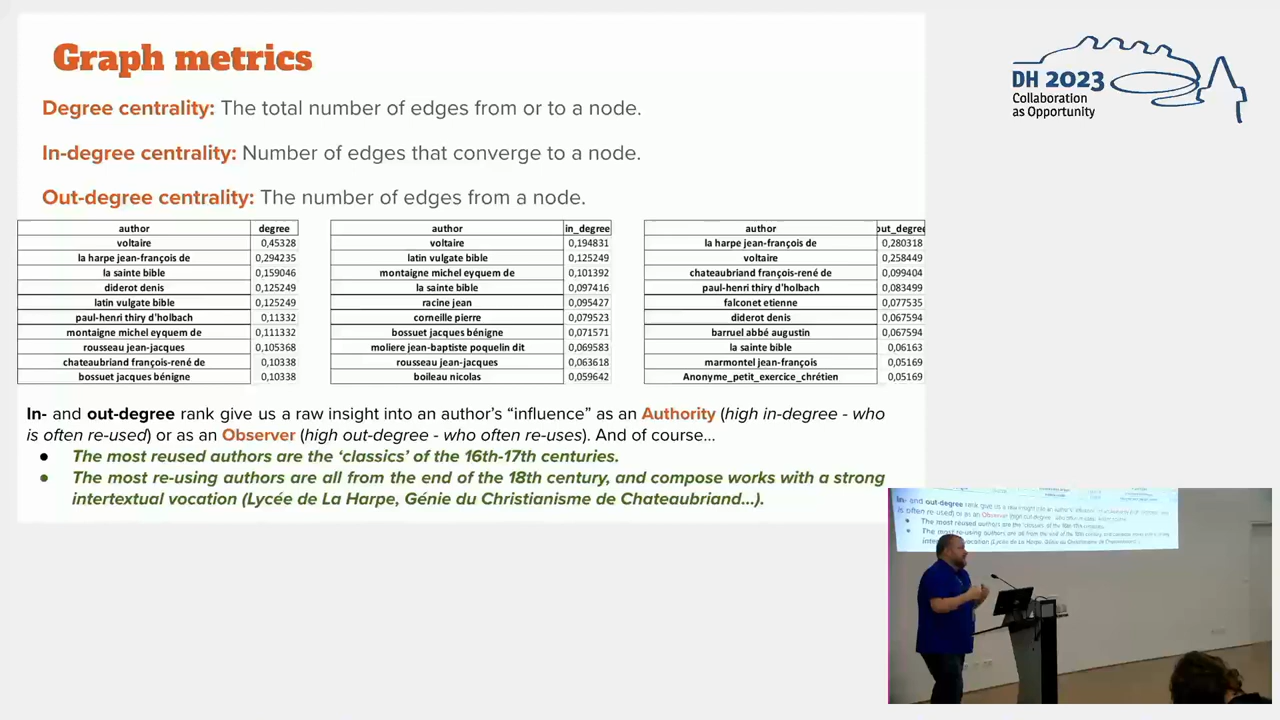 Graph metrics
Degree centrality: The total number of edges from or to a node.
In-degree centrality: Number of edges that converge to a node.
Out-degree centrality: The number of edges from a node.
author degree
voltaire 0,45328
la harpe jean-françois de 0,294235
la sainte bible 0,159046
diderot denis 0,125249
latin vulgate bible 0,125249
paul-henri thiry d'holbach 0,11332
montaigne michel eyquem de 0,111332
rousseau jean-jacques 0,105368
chateaubriand françois-rené de 0,10338
bossuet jacques bénigne 0,10338
author in_degree
voltaire 0,194831
latin vulgate bible 0,125249
montaigne michel eyquem de 0,101392
la sainte bible 0,097416
racine jean 0,095427
corneille pierre 0,079523
bossuet jacques bénigne 0,071571
moliere jean-baptiste poquelin dit 0,069583
rousseau jean-jacques 0,063618
boileau nicolas 0,059642
author out_degree
la harpe jean-françois de 0,280318
voltaire 0,258449
chateaubriand françois-rené de 0,099404
paul-henri thiry d'holbach 0,083499
falconet etienne 0,077535
diderot denis 0,067594
barruel abbé augustin 0,067594
la sainte bible 0,06163
marmontel jean-françois 0,05169
Anonyme_petit_exercice_chrétien 0,05169
In- and out-degree rank give us a raw insight into an author's “influence” as an Authority (high in-degree - who
is often re-used) or as an Observer (high out-degree - who often re-uses). And of course...
● The most reused authors are the ‘classics’ of the 16th-17th centuries.
● The most re-using authors are all from the end of the 18th century, and compose works with a strong
intertextual vocation (Lycée de La Harpe, Génie du Christianisme de Chateaubriand...).
DH 2023
Collaboration
as Opportunity